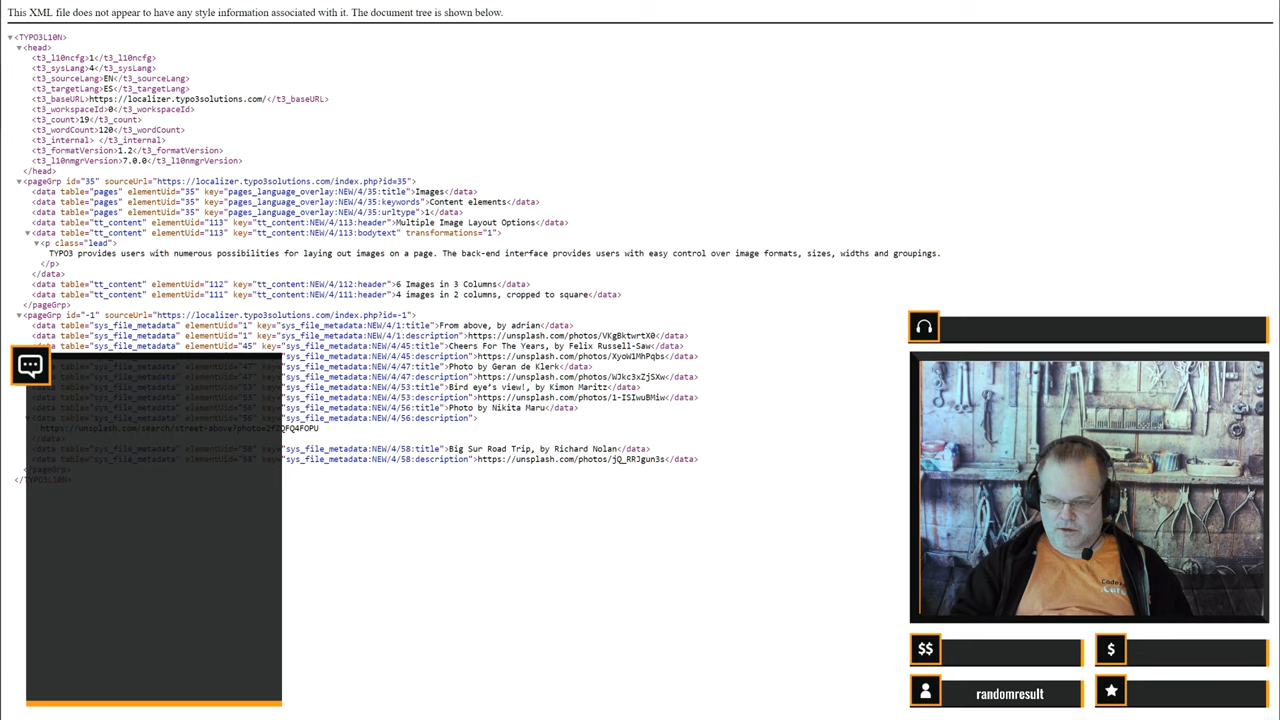 This XML file does not appear to have any style information associated with it. The document tree is shown below.
▼<TYPO3L10N>
▼<head>
<t3_l10ncfg>1</t3_l10ncfg>
<t3_sysLang>4</t3_sysLang>
<t3_sourceLang>EN</t3_sourceLang>
<t3_targetLang>ES</t3_targetLang>
<t3_baseURL>https://localizer.typo3solutions.com/</t3_baseURL>
<t3_workspaceId>0</t3_workspaceId>
<t3_count>19</t3_count>
<t3_wordCount>120</t3_wordCount>
<t3_internal> </t3_internal>
<t3_formatVersion>1.2</t3_formatVersion>
<t3_l10nmgrVersion>7.0.0</t3_l10nmgrVersion>
</head>
▼<pageGrp id="35" sourceUrl="https://localizer.typo3solutions.com/index.php?id=35">
<data table="pages" elementUid="35" key="pages_language_overlay:NEW/4/35:title">Images</data>
<data table="pages" elementUid="35" key="pages_language_overlay:NEW/4/35:keywords">Content elements</data>
<data table="pages" elementUid="35" key="pages_language_overlay:NEW/4/35:urltype">1</data>
<data table="tt_content" elementUid="113" key="tt_content:NEW/4/113:header">Multiple Image Layout Options</data>
▼<data table="tt_content" elementUid="113" key="tt_content:NEW/4/113:bodytext" transformations="1">
▼<p class="lead">
TYPO3 provides users with numerous possibilities for laying out images on a page. The back-end interface provides users with easy control over image formats, sizes, widths and groupings.
</p>
</data>
<data table="tt_content" elementUid="112" key="tt_content:NEW/4/112:header">6 Images in 3 Columns</data>
<data table="tt_content" elementUid="111" key="tt_content:NEW/4/111:header">4 images in 2 columns, cropped to square</data>
</pageGrp>
▼<pageGrp id="-1" sourceUrl="https://localizer.typo3solutions.com/index.php?id=-1">
<data table="sys_file_metadata" elementUid="1" key="sys_file_metadata:NEW/4/1:title">From above, by adrian</data>
<data table="sys_file_metadata" elementUid="1" key="sys_file_metadata:NEW/4/1:description">https://unsplash.com/photos/VKgBktwrtX0</data>
<data table="sys_file_metadata" elementUid="45" key="sys_file_metadata:NEW/4/45:title">Cheers For The Years, by Felix Russell-Saw</data>
"sys_file_metadata:NEW/4/45:description">https://unsplash.com/photos/XyoW1MhPqbs</data>
"sys_file_metadata:NEW/4/47:title">Photo by Geran de Klerk</data>
"sys_file_metadata:NEW/4/47:description">https://unsplash.com/photos/WJkc3xZjSXw</data>
"sys_file_metadata:NEW/4/53:title">Bird eye's view!, by Kimon Maritz</data>
"sys_file_metadata:NEW/4/53:description">https://unsplash.com/photos/1-ISIwuBMiw</data>
"sys_file_metadata:NEW/4/56:title">Photo by Nikita Maru</data>
"sys_file_metadata:NEW/4/56:description">
https://unsplash.com/search/street-above?photo=2fZQFQ4FOPU
</data>
"sys_file_metadata:NEW/4/58:title">Big Sur Road Trip, by Richard Nolan</data>
"sys_file_metadata:NEW/4/58:description">https://unsplash.com/photos/jQ_RRJgun3s</data>
</pageGrp>
</TYPO3L10N>
$$
$
randomresult